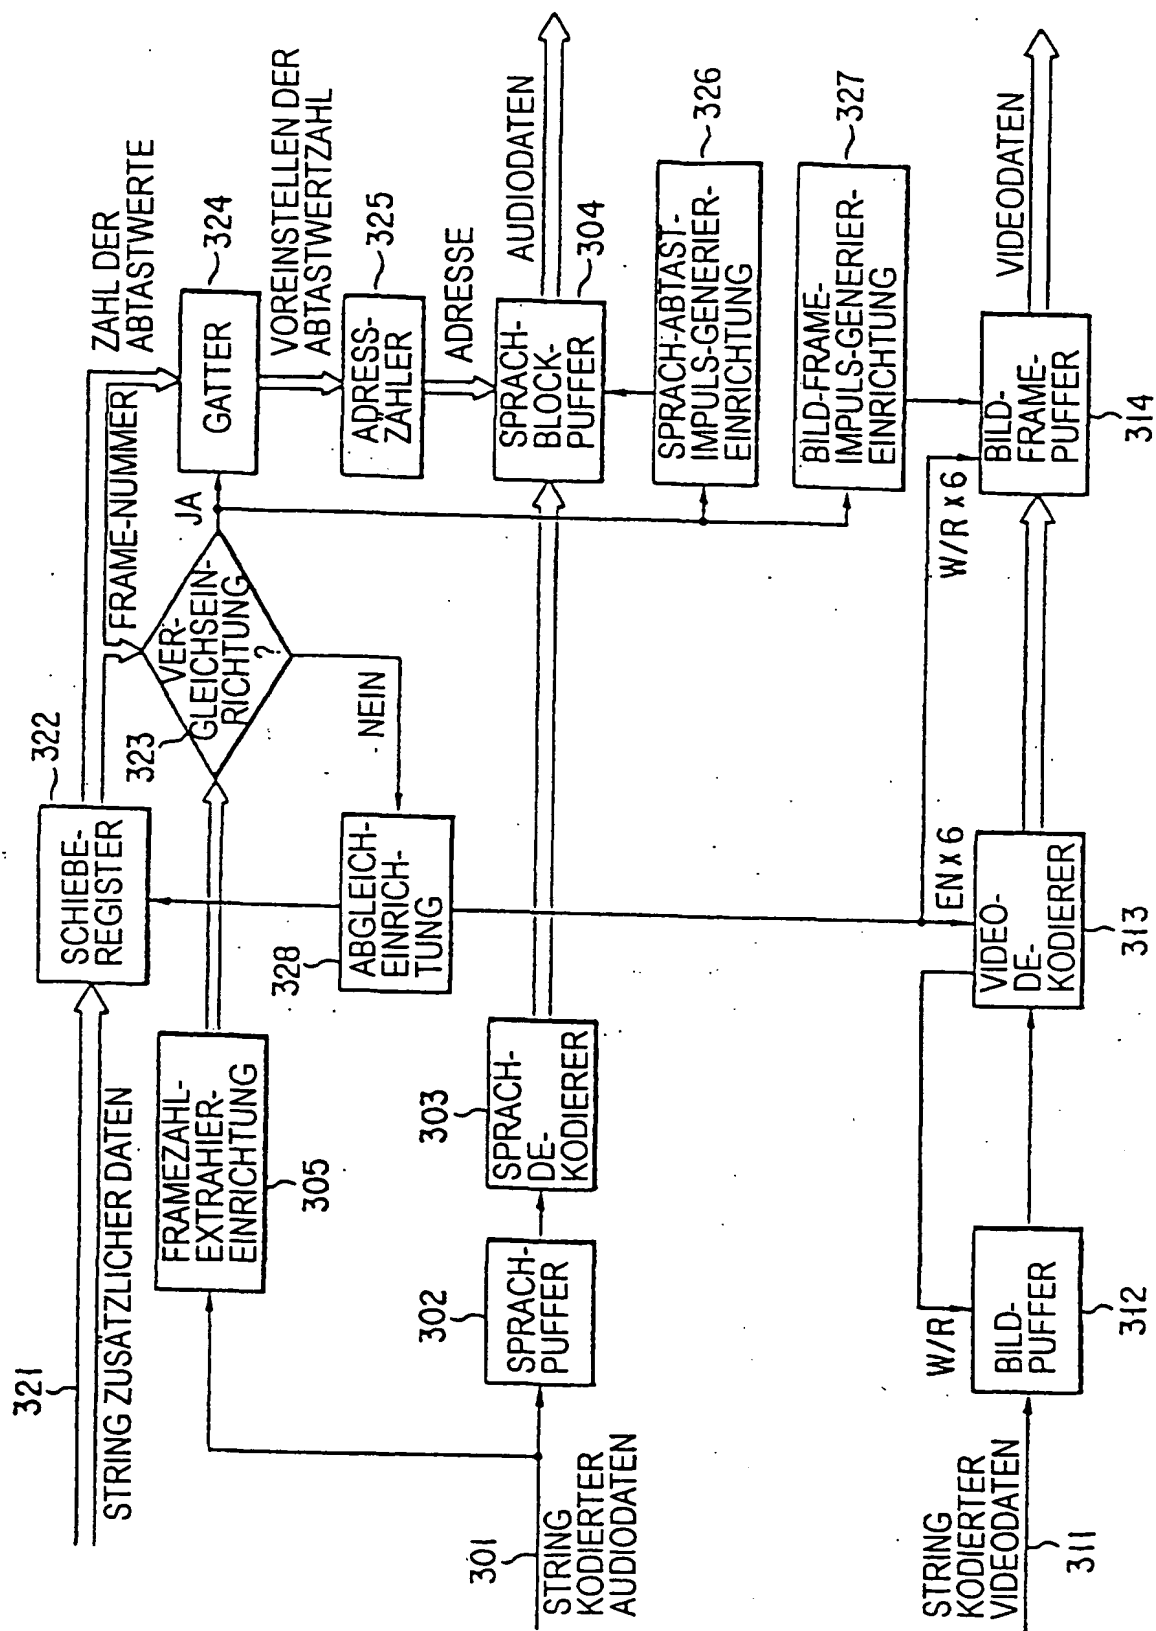 321
STRING ZUSÄTZLICHER DATEN
SCHIEBE-
REGISTER
322
FRAME-NUMMER
ZAHL DER
ABTASTWERTE
FRAMEZAHL-
EXTRAHIER-
EINRICHTUNG
305
323
VER-
GLEICHSEIN-
RICHTUNG
?
JA
NEIN
GATTER
324
VOREINSTELLEN DER
ABTASTWERTZAHL
328
ABGLEICH-
EINRICH-
TUNG
ADRESS-
ZÄHLER
325
ADRESSE
301
STRING
KODIERTER
AUDIODATEN
302
SPRACH-
PUFFER
303
SPRACH-
DE-
KODIERER
SPRACH-
BLOCK-
PUFFER
304
AUDIODATEN
SPRACH-ABTAST-
IMPULS-GENERIER-
EINRICHTUNG
326
BILD-FRAME-
IMPULS-GENERIER-
EINRICHTUNG
327
STRING
KODIERTER
VIDEODATEN
311
W/R
BILD-
PUFFER
312
EN X 6
VIDEO-
DE-
KODIERER
313
W/R X 6
BILD-
FRAME-
PUFFER
314
VIDEODATEN